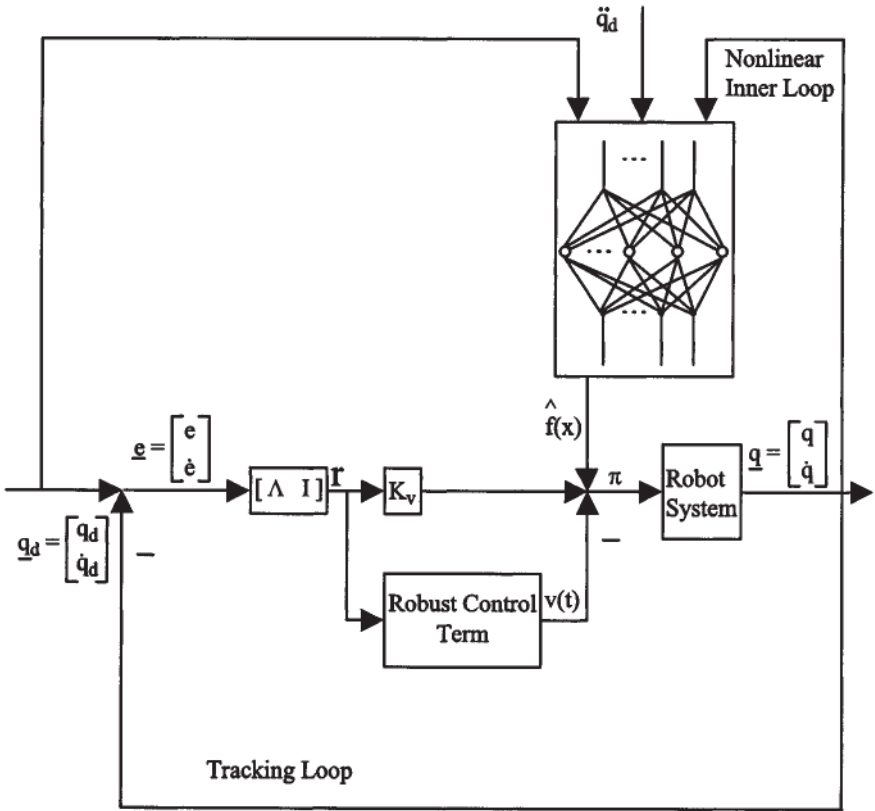 q̈d
Nonlinear
Inner Loop
...
...
...
^
f(x)
e = [e
ė]
[ Λ I ]
r
Kv
π
Robot
System
q = [q
q̇]
qd = [qd
q̇d]
−
−
Robust Control
Term
v(t)
Tracking Loop